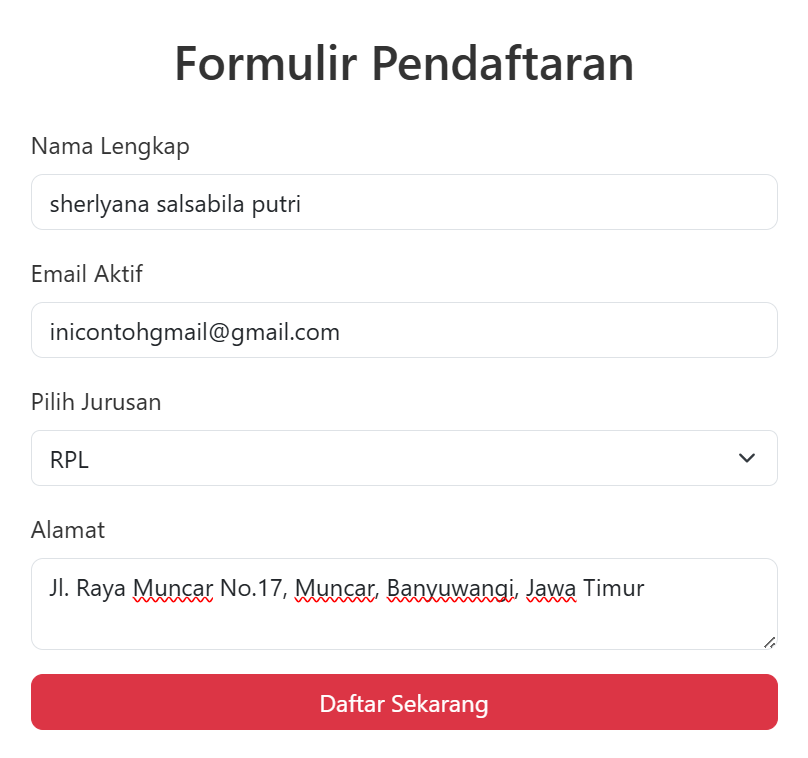 Formulir Pendaftaran
Nama Lengkap
sherlyana salsabila putri
Email Aktif
inicontohgmail@gmail.com
Pilih Jurusan
RPL
Alamat
Jl. Raya Muncar No.17, Muncar, Banyuwangi, Jawa Timur
Daftar Sekarang